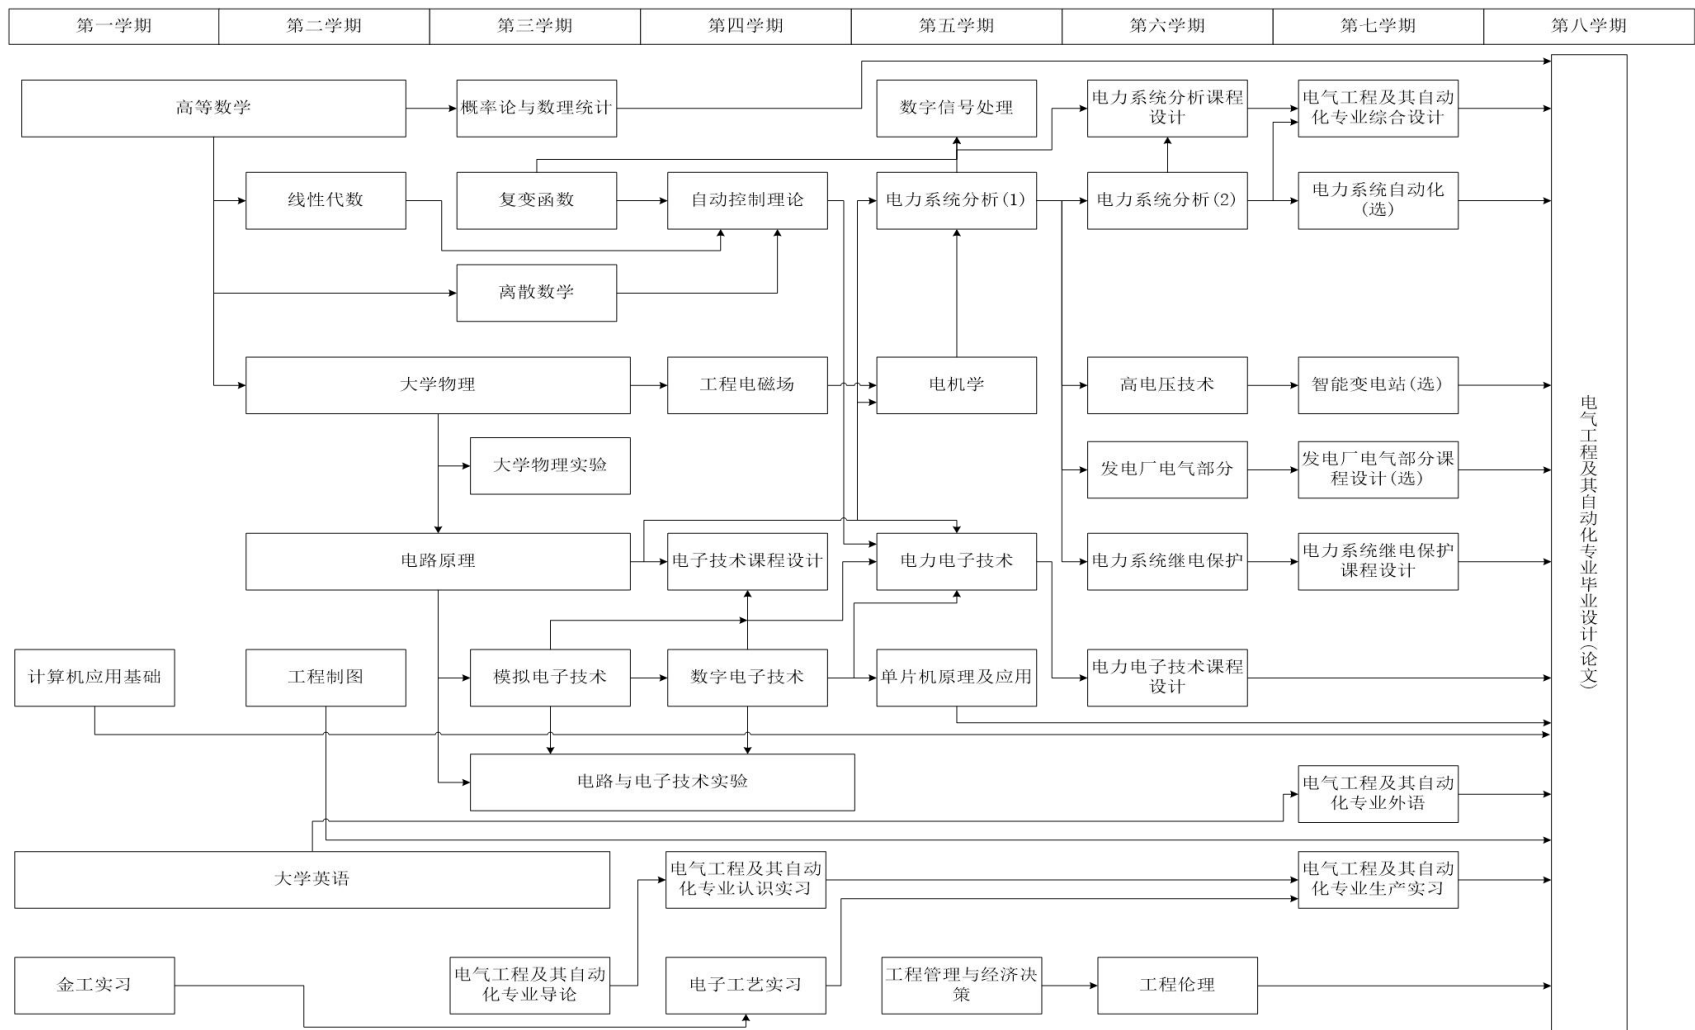 第一学期
第二学期
第三学期
第四学期
第五学期
第六学期
第七学期
第八学期
高等数学
概率论与数理统计
数字信号处理
电力系统分析课程
设计
电气工程及其自动
化专业综合设计
线性代数
复变函数
自动控制理论
电力系统分析(1)
电力系统分析(2)
电力系统自动化
(选)
离散数学
大学物理
工程电磁场
电机学
高电压技术
智能变电站(选)
大学物理实验
发电厂电气部分
发电厂电气部分课
程设计(选)
电路原理
电子技术课程设计
电力电子技术
电力系统继电保护
电力系统继电保护
课程设计
计算机应用基础
工程制图
模拟电子技术
数字电子技术
单片机原理及应用
电力电子技术课程
设计
电路与电子技术实验
电气工程及其自动
化专业外语
大学英语
电气工程及其自动
化专业认识实习
电气工程及其自动
化专业生产实习
金工实习
电气工程及其自动
化专业导论
电子工艺实习
工程管理与经济决
策
工程伦理
电气工程及其自动化专业毕业设计(论文)